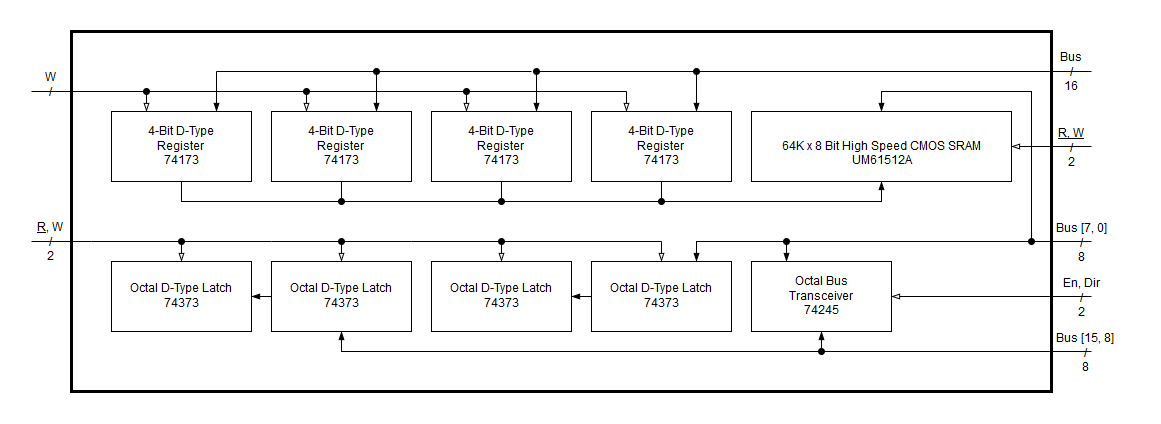 Bus
W
16
4-Bit D-Type
Register
74173
4-Bit D-Type
Register
74173
4-Bit D-Type
Register
74173
4-Bit D-Type
Register
74173
64K x 8 Bit High Speed CMOS SRAM
UM61512A
R, W
2
R, W
2
Bus [7, 0]
8
Octal D-Type Latch
74373
Octal D-Type Latch
74373
Octal D-Type Latch
74373
Octal D-Type Latch
74373
Octal Bus
Transceiver
74245
En, Dir
2
Bus [15, 8]
8